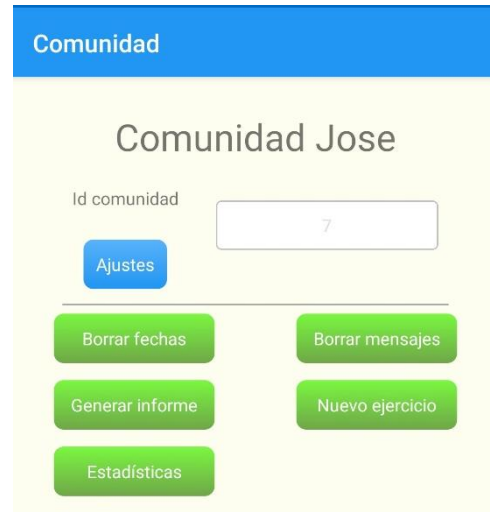 Comunidad
Comunidad Jose
Id comunidad
7
Ajustes
Borrar fechas
Borrar mensajes
Generar informe
Nuevo ejercicio
Estadísticas